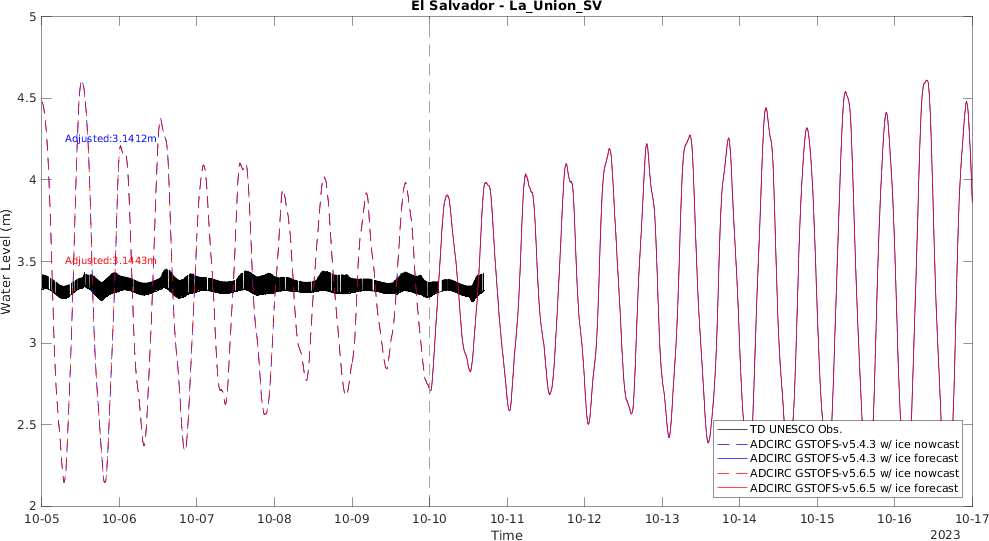 El Salvador - La_Union_SV
Water Level (m)
5
4.5
4
3.5
3
2.5
2
Adjusted:3.1412m
Adjusted:3.1443m
TD UNESCO Obs.
ADCIRC GSTOFS-v5.4.3 w/ ice nowcast
ADCIRC GSTOFS-v5.4.3 w/ ice forecast
ADCIRC GSTOFS-v5.6.5 w/ ice nowcast
ADCIRC GSTOFS-v5.6.5 w/ ice forecast
10-05 10-06 10-07 10-08 10-09 10-10 10-11 10-12 10-13 10-14 10-15 10-16 10-17
Time
2023